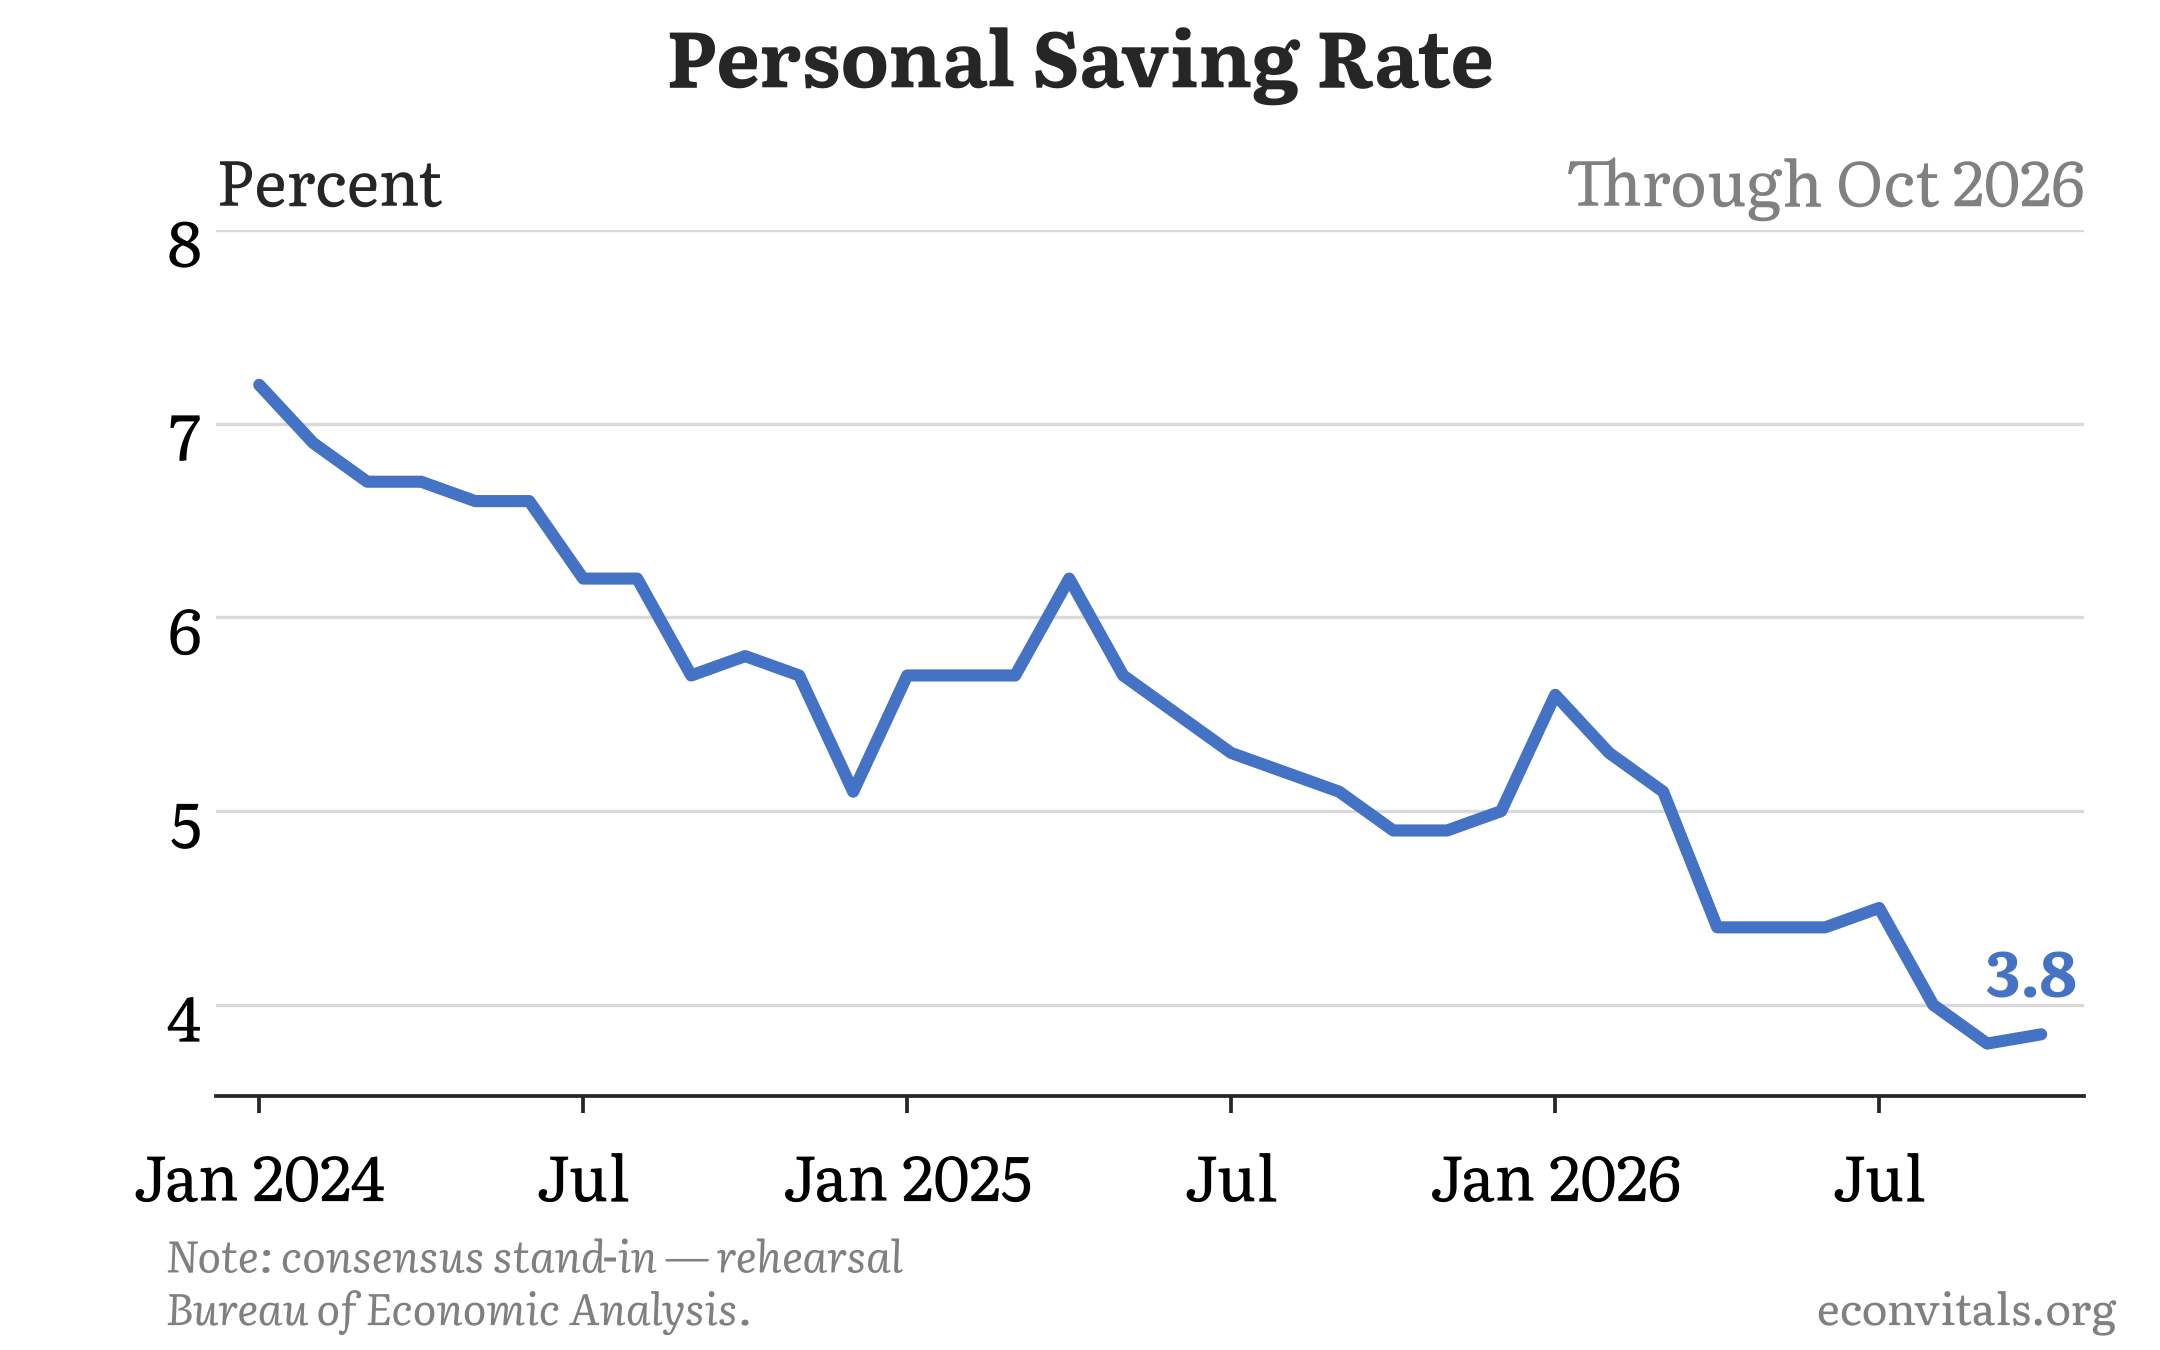 Personal Saving Rate
Percent
Through Oct 2026
8
7
6
5
4
3.8
Jan 2024
Jul
Jan 2025
Jul
Jan 2026
Jul
Note: consensus stand-in — rehearsal
Bureau of Economic Analysis.
econvitals.org